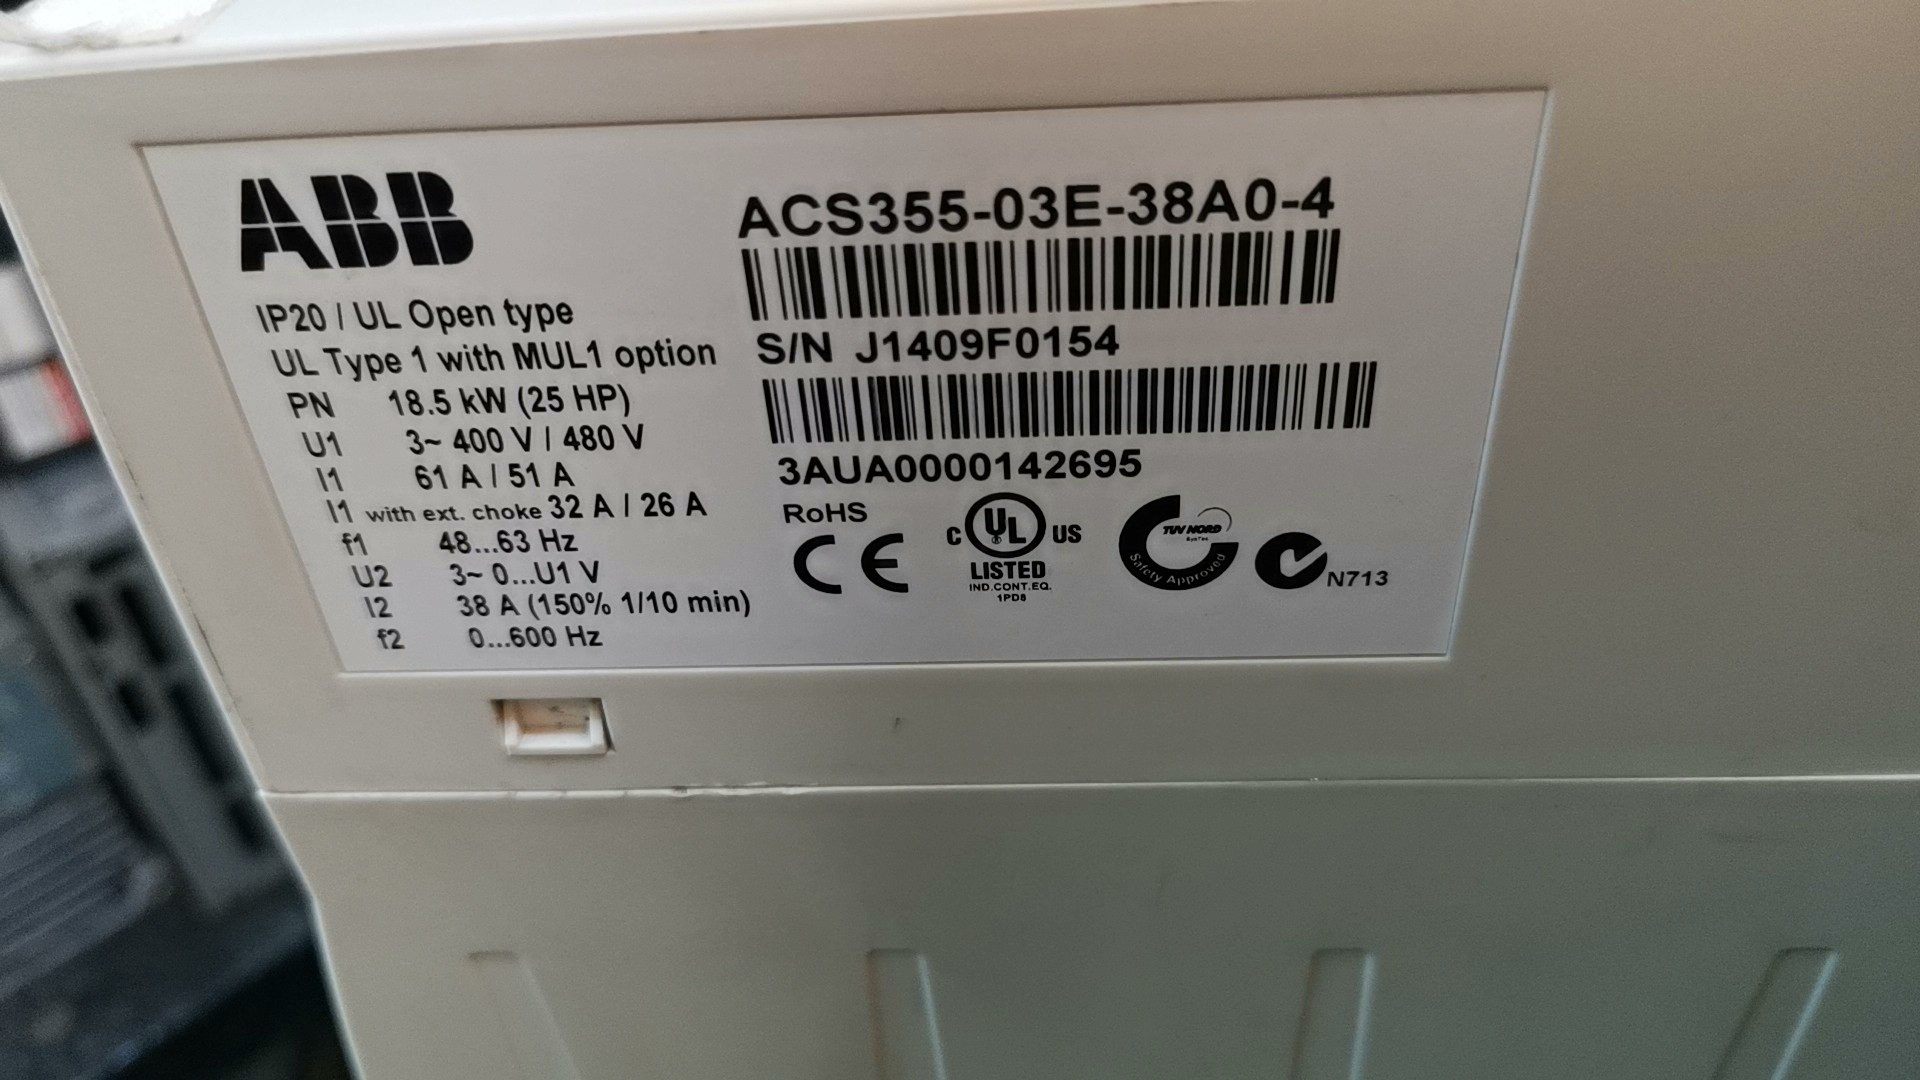 ABB
IP20 / UL Open type
UL Type 1 with MUL1 option
PN 18.5 kW (25 HP)
U1 3~ 400 V / 480 V
I1 61 A / 51 A
I1 with ext. choke 32 A / 26 A
f1 48...63 Hz
U2 3~ 0...U1 V
I2 38 A (150% 1/10 min)
f2 0...600 Hz
ACS355-03E-38A0-4
S/N J1409F0154
3AUA0000142695
RoHS
CE
C UL US
LISTED
IND.CONT.EQ.
1PD8
TUV NORD
SysTec
Safety Approved
N713